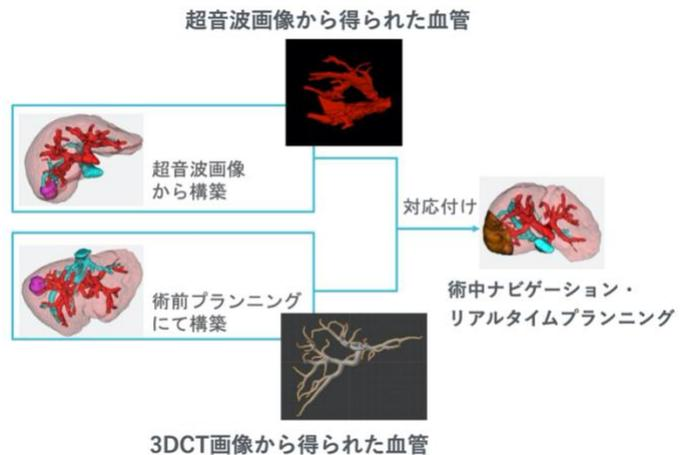 超音波画像から得られた血管
超音波画像
から構築
対応付け
術前プランニング
にて構築
術中ナビゲーション・
リアルタイムプランニング
3DCT画像から得られた血管